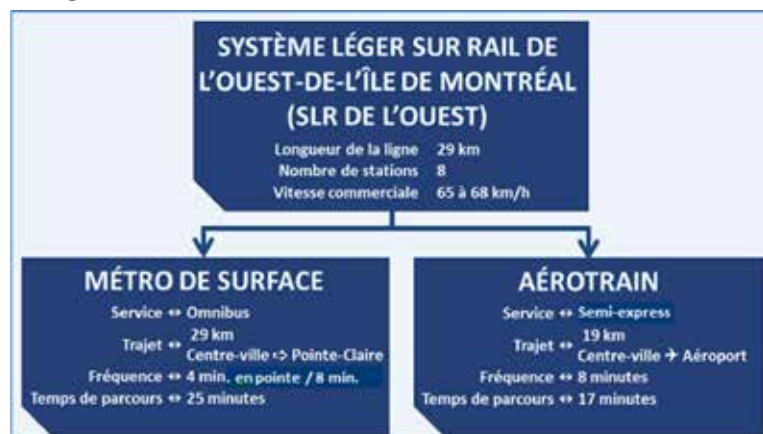 SYSTÈME LÉGER SUR RAIL DE
L'OUEST-DE-L'ÎLE DE MONTRÉAL
(SLR DE L'OUEST)
Longueur de la ligne 29 km
Nombre de stations 8
Vitesse commerciale 65 à 68 km/h
MÉTRO DE SURFACE
Service ↔ Omnibus
Trajet ↔ 29 km
Centre-ville ➪ Pointe-Claire
Fréquence ↔ 4 min. en pointe / 8 min.
Temps de parcours ↔ 25 minutes
AÉROTRAIN
Service ↔ Semi-express
Trajet ↔ 19 km
Centre-ville ✈ Aéroport
Fréquence ↔ 8 minutes
Temps de parcours ↔ 17 minutes